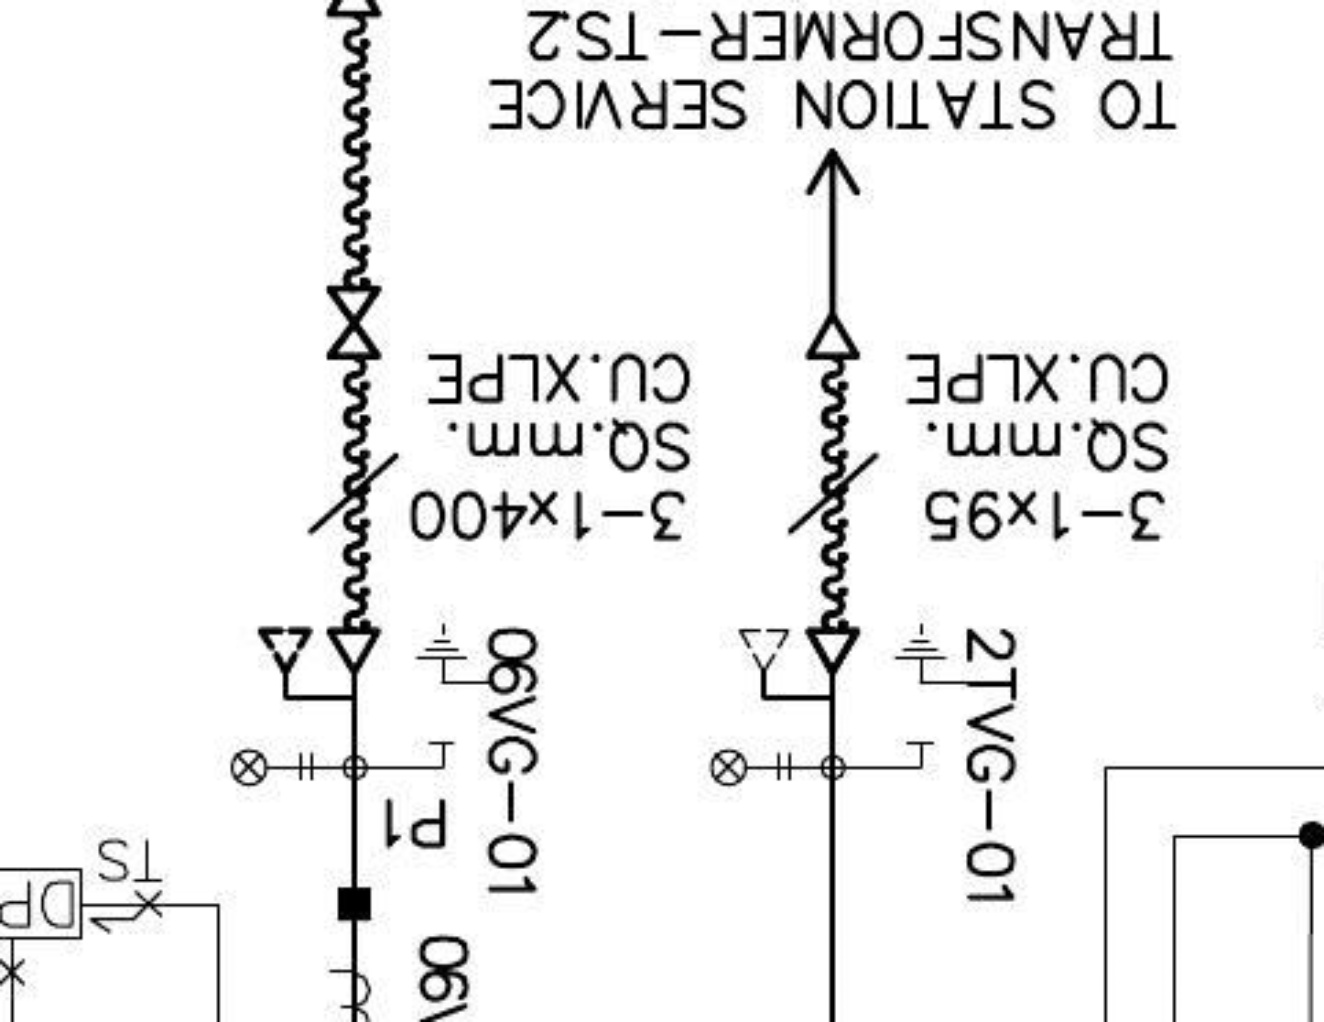 TO STATION SERVICE
TRANSFORMER-TS2
3-1x400
SQ.mm.
CU.XLPE
3-1x95
SQ.mm.
CU.XLPE
06VG-01
2TVG-01
P1
TS
DP
06V